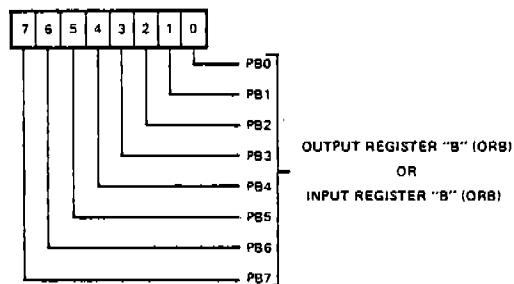 7 6 5 4 3 2 1 0
PB0
PB1
PB2
PB3
PB4
PB5
PB6
PB7
OUTPUT REGISTER "B" (ORB)
OR
INPUT REGISTER "B" (ORB)